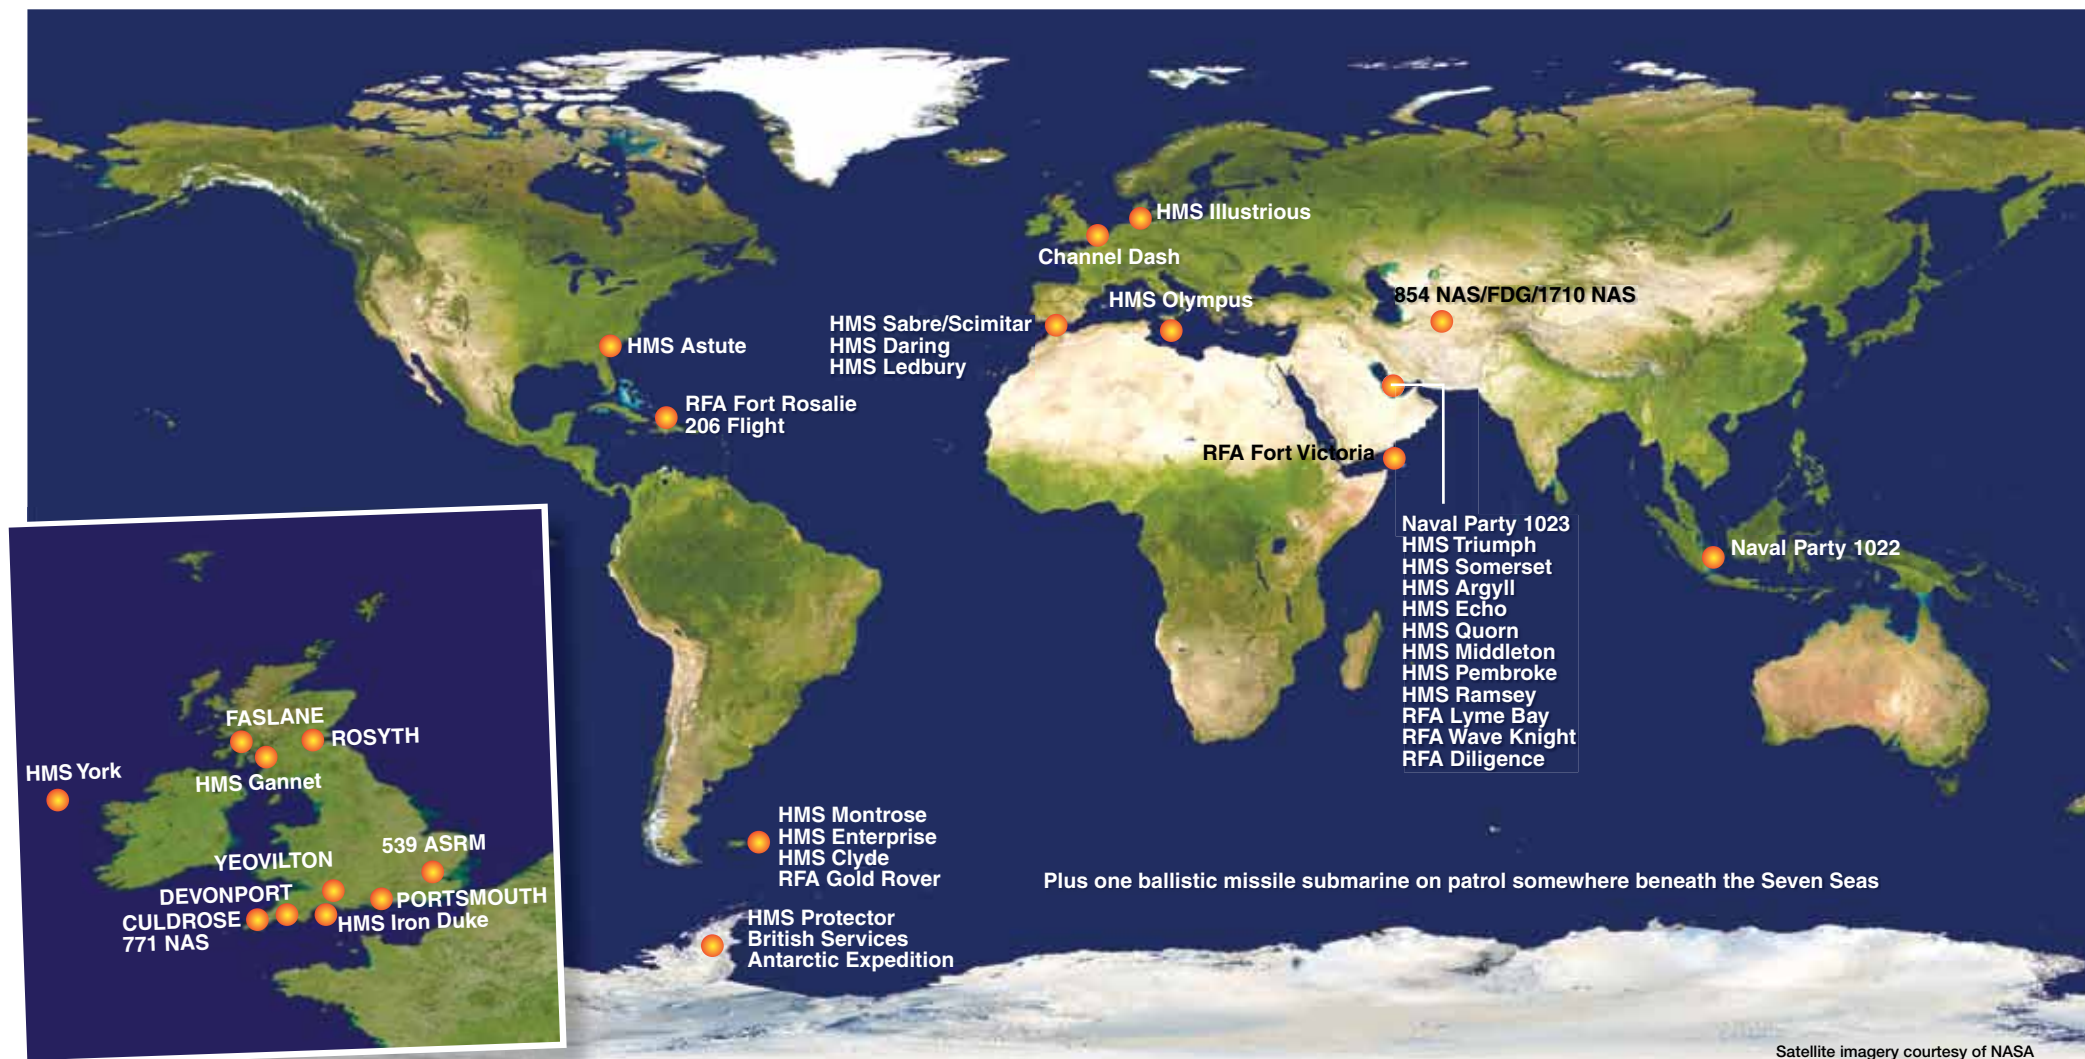 HMS Illustrious
Channel Dash
HMS Olympus
854 NAS/FDG/1710 NAS
HMS Sabre/Scimitar
HMS Daring
HMS Ledbury
HMS Astute
RFA Fort Rosalie
206 Flight
RFA Fort Victoria
Naval Party 1023
HMS Triumph
HMS Somerset
HMS Argyll
HMS Echo
HMS Quorn
HMS Middleton
HMS Pembroke
HMS Ramsey
RFA Lyme Bay
RFA Wave Knight
RFA Diligence
Naval Party 1022
FASLANE
ROSYTH
HMS York
HMS Gannet
539 ASRM
YEOVILTON
DEVONPORT
PORTSMOUTH
CULDROSE
771 NAS
HMS Iron Duke
HMS Montrose
HMS Enterprise
HMS Clyde
RFA Gold Rover
Plus one ballistic missile submarine on patrol somewhere beneath the Seven Seas
HMS Protector
British Services
Antarctic Expedition
Satellite imagery courtesy of NASA